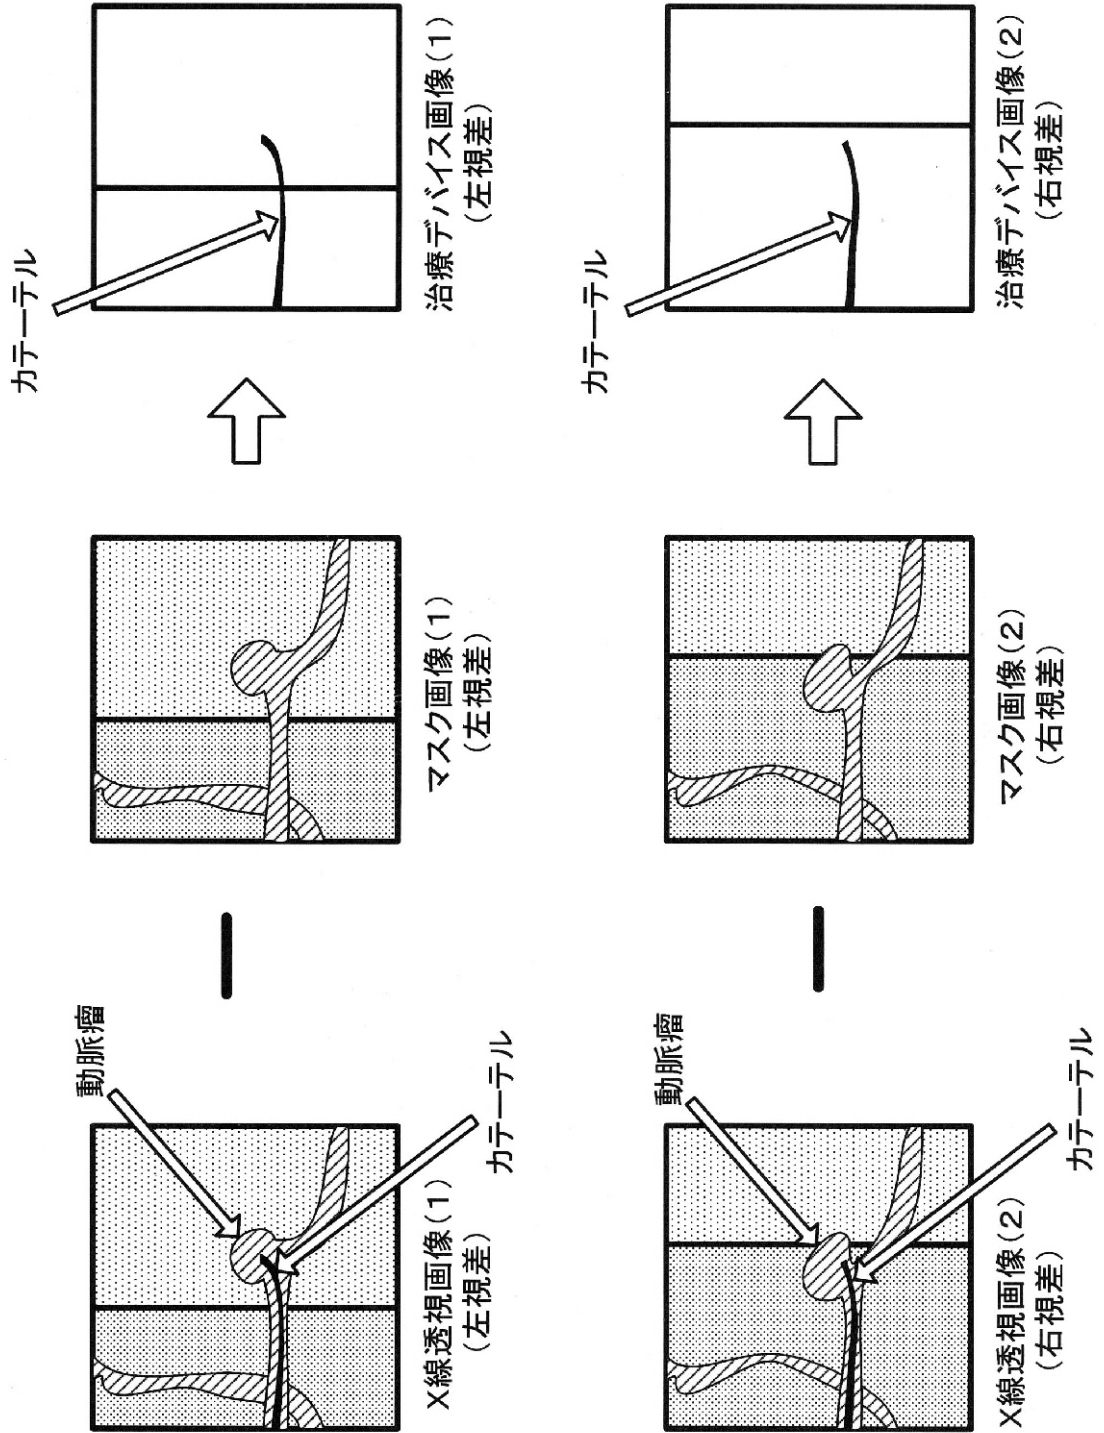 動脈瘤
カテーテル
X線透視画像(1)
(左視差)
カテーテル
マスク画像(1)
(左視差)
治療デバイス画像(1)
(左視差)
動脈瘤
カテーテル
X線透視画像(2)
(右視差)
カテーテル
マスク画像(2)
(右視差)
治療デバイス画像(2)
(右視差)